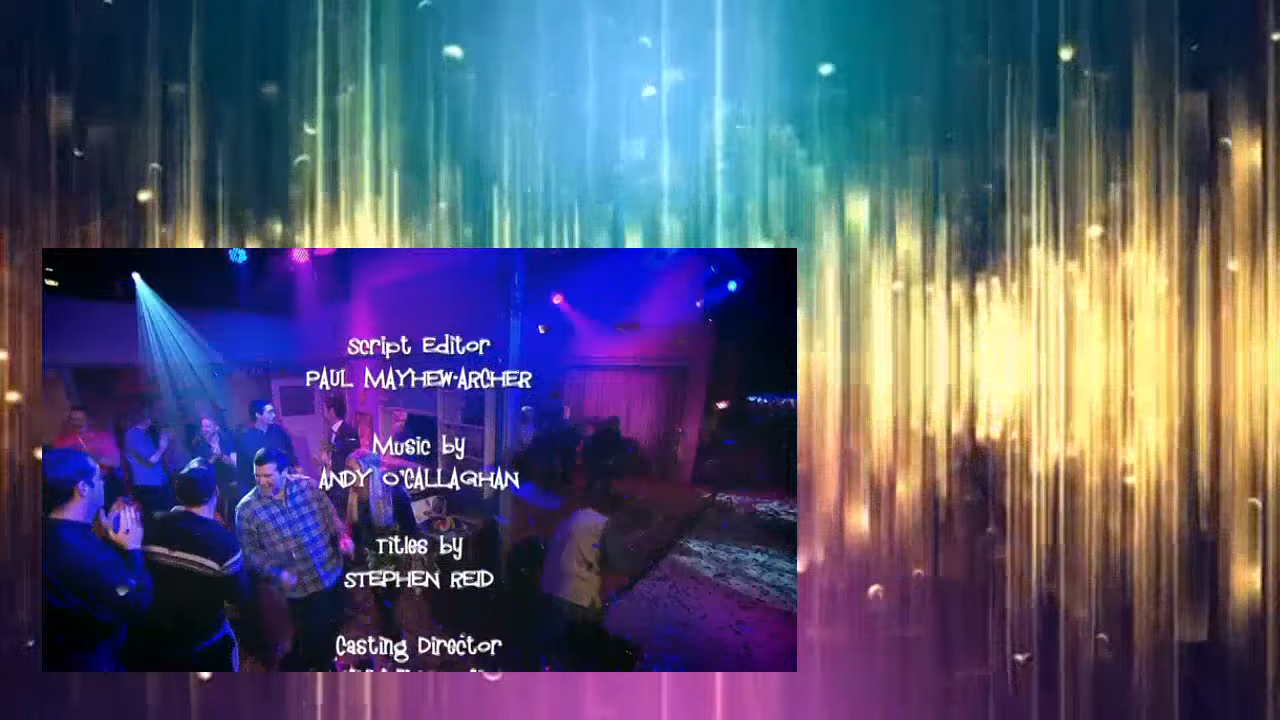 Script Editor
PAUL MAYHEW-ARCHER
Music by
ANDY O'CALLAGHAN
Titles by
STEPHEN REID
Casting Director